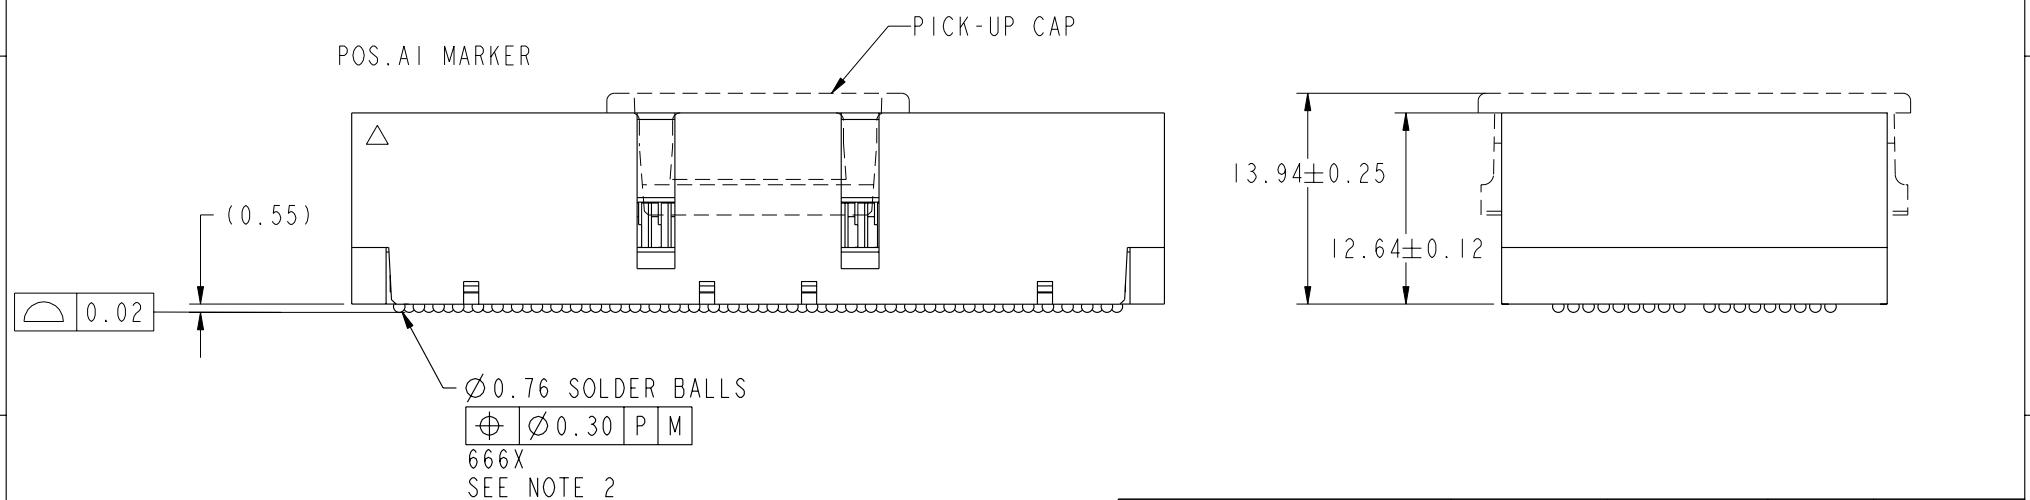 PICK-UP CAP
POS.A1 MARKER
13.94±0.25
(0.55)
12.64±0.12
0.02
Ø0.76 SOLDER BALLS
⌖ Ø0.30 P M
666X
SEE NOTE 2